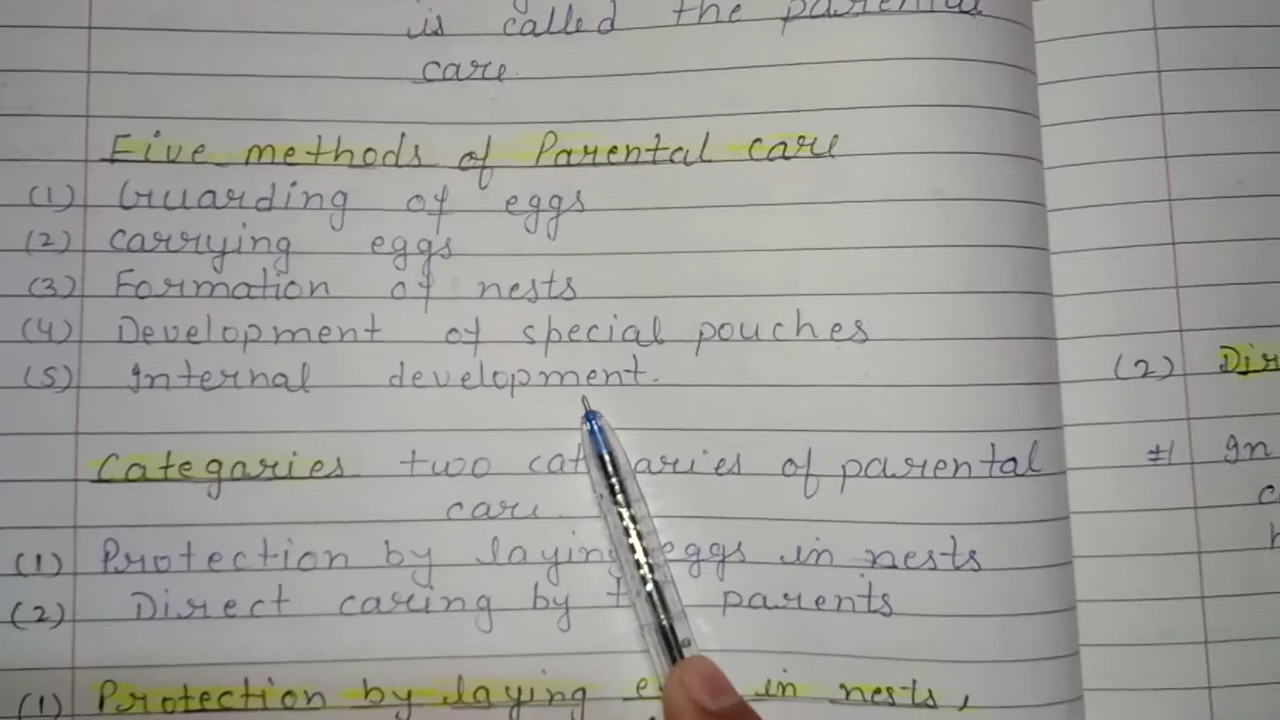 is called the parental
care.
Five methods of Parental care
(1) Guarding of eggs
(2) carrying eggs
(3) Formation of nests
(4) Development of special pouches
(5) Internal development.
Categaries two of parental
care.
(1) Protection by laying eggs in nests
(2) Direct caring by parents
(1) Protection by laying in nests,
(2)
In